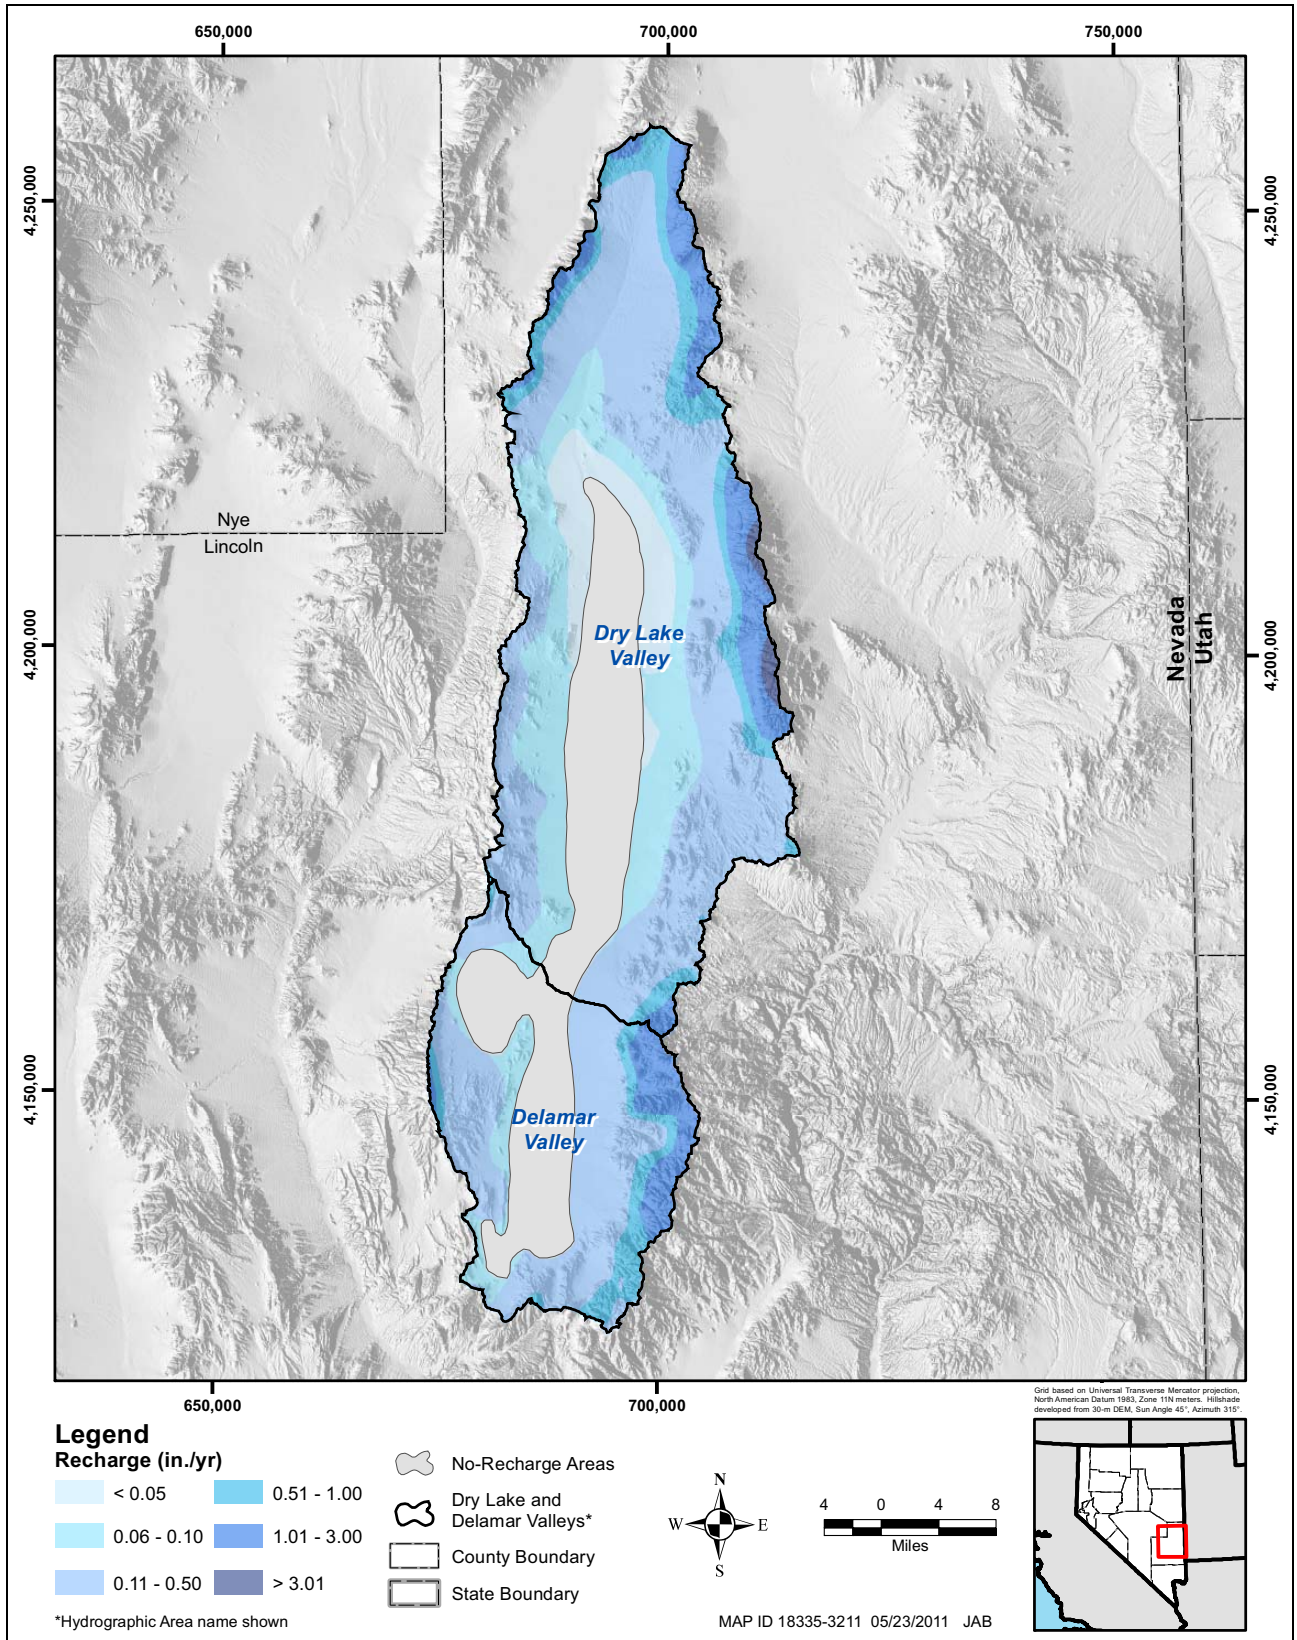 650,000
700,000
750,000
4,250,000
4,250,000
Nye
Lincoln
Dry Lake
Valley
4,200,000
4,200,000
Nevada
Utah
4,150,000
4,150,000
Delamar
Valley
650,000
700,000
Grid based on Universal Transverse Mercator projection,
North American Datum 1983, Zone 11N meters. Hillshade
developed from 30-m DEM, Sun Angle 45°, Azimuth 315°.
Legend
Recharge (in./yr)
< 0.05
0.06 - 0.10
0.11 - 0.50
0.51 - 1.00
1.01 - 3.00
> 3.01
*Hydrographic Area name shown
No-Recharge Areas
Dry Lake and
Delamar Valleys*
County Boundary
State Boundary
N
W
E
S
4 0 4 8
Miles
MAP ID 18335-3211 05/23/2011 JAB